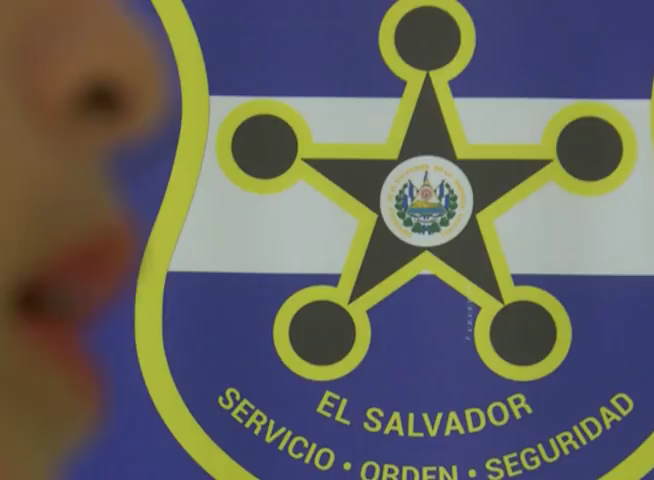 EL SALVADOR
SERVICIO • ORDEN • SEGURIDAD